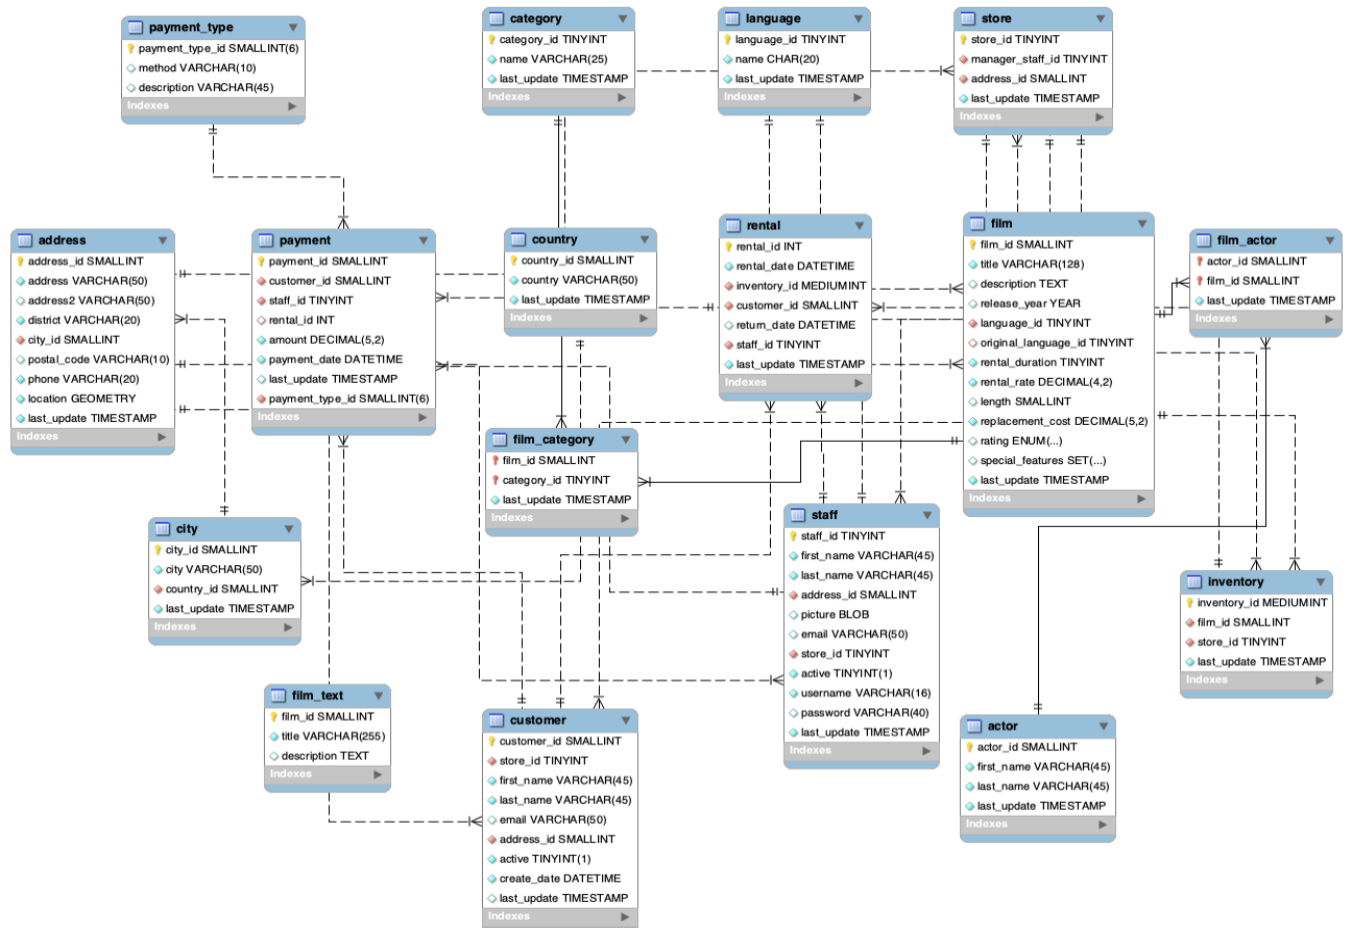 payment_type
payment_type_id SMALLINT(6)
method VARCHAR(10)
description VARCHAR(45)
Indexes
category
category_id TINYINT
name VARCHAR(25)
last_update TIMESTAMP
Indexes
language
language_id TINYINT
name CHAR(20)
last_update TIMESTAMP
Indexes
store
store_id TINYINT
manager_staff_id TINYINT
address_id SMALLINT
last_update TIMESTAMP
Indexes
address
address_id SMALLINT
address VARCHAR(50)
address2 VARCHAR(50)
district VARCHAR(20)
city_id SMALLINT
postal_code VARCHAR(10)
phone VARCHAR(20)
location GEOMETRY
last_update TIMESTAMP
Indexes
payment
payment_id SMALLINT
customer_id SMALLINT
staff_id TINYINT
rental_id INT
amount DECIMAL(5,2)
payment_date DATETIME
last_update TIMESTAMP
payment_type_id SMALLINT(6)
Indexes
country
country_id SMALLINT
country VARCHAR(50)
last_update TIMESTAMP
Indexes
rental
rental_id INT
rental_date DATETIME
inventory_id MEDIUMINT
customer_id SMALLINT
return_date DATETIME
staff_id TINYINT
last_update TIMESTAMP
Indexes
film
film_id SMALLINT
title VARCHAR(128)
description TEXT
release_year YEAR
language_id TINYINT
original_language_id TINYINT
rental_duration TINYINT
rental_rate DECIMAL(4,2)
length SMALLINT
replacement_cost DECIMAL(5,2)
rating ENUM(...)
special_features SET(...)
last_update TIMESTAMP
Indexes
film_actor
actor_id SMALLINT
film_id SMALLINT
last_update TIMESTAMP
Indexes
film_category
film_id SMALLINT
category_id TINYINT
last_update TIMESTAMP
Indexes
city
city_id SMALLINT
city VARCHAR(50)
country_id SMALLINT
last_update TIMESTAMP
Indexes
staff
staff_id TINYINT
first_name VARCHAR(45)
last_name VARCHAR(45)
address_id SMALLINT
picture BLOB
email VARCHAR(50)
store_id TINYINT
active TINYINT(1)
username VARCHAR(16)
password VARCHAR(40)
last_update TIMESTAMP
Indexes
inventory
inventory_id MEDIUMINT
film_id SMALLINT
store_id TINYINT
last_update TIMESTAMP
Indexes
film_text
film_id SMALLINT
title VARCHAR(255)
description TEXT
Indexes
customer
customer_id SMALLINT
store_id TINYINT
first_name VARCHAR(45)
last_name VARCHAR(45)
email VARCHAR(50)
address_id SMALLINT
active TINYINT(1)
create_date DATETIME
last_update TIMESTAMP
Indexes
actor
actor_id SMALLINT
first_name VARCHAR(45)
last_name VARCHAR(45)
last_update TIMESTAMP
Indexes